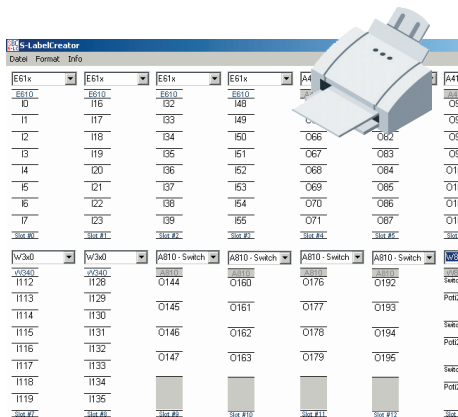 S-LabelCreator
Datei Format Info
E61x E61x E61x E61x
E610 E610 E610 E610
I0 I16 I32 I48
I1 I17 I33 I49
I2 I18 I34 I50 O66 O82
I3 I19 I35 I51 O67 O83
I4 I20 I36 I52 O68 O84
I5 I21 I37 I53 O69 O85
I6 I22 I38 I54 O70 O86
I7 I23 I39 I55 O71 O87
Slot #0 Slot #1 Slot #2 Slot #3 Slot #4 Slot #5 Slot
W3x0 W3x0 A810 - Switch A810 - Switch A810 - Switch A810 - Switch
W340 W340 A810 A810 A810 A810
I112 I128 O144 O160 O176 O192
I113 I129 O145 O161 O177 O193
I114 I130
I115 I131 O146 O162 O178 O194
I116 I132 O147 O163 O179 O195
I117 I133
I118 I134
I119 I135
Slot #7 Slot #8 Slot #9 Slot #10 Slot #11 Slot #12 Slot